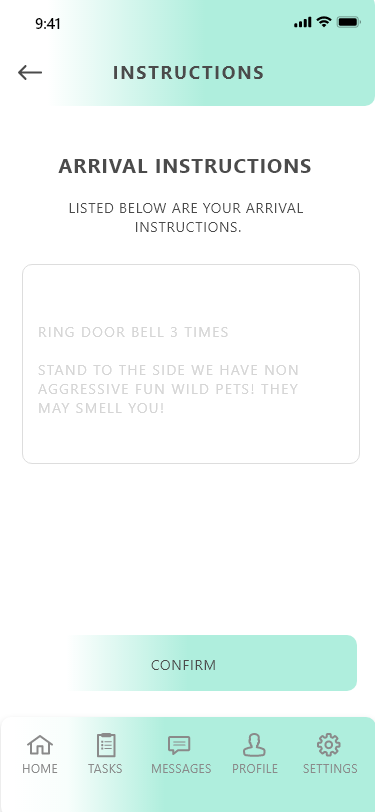 9:41
INSTRUCTIONS
ARRIVAL INSTRUCTIONS
LISTED BELOW ARE YOUR ARRIVAL
INSTRUCTIONS.
RING DOOR BELL 3 TIMES
STAND TO THE SIDE WE HAVE NON
AGGRESSIVE FUN WILD PETS! THEY
MAY SMELL YOU!
CONFIRM
HOME TASKS MESSAGES PROFILE SETTINGS